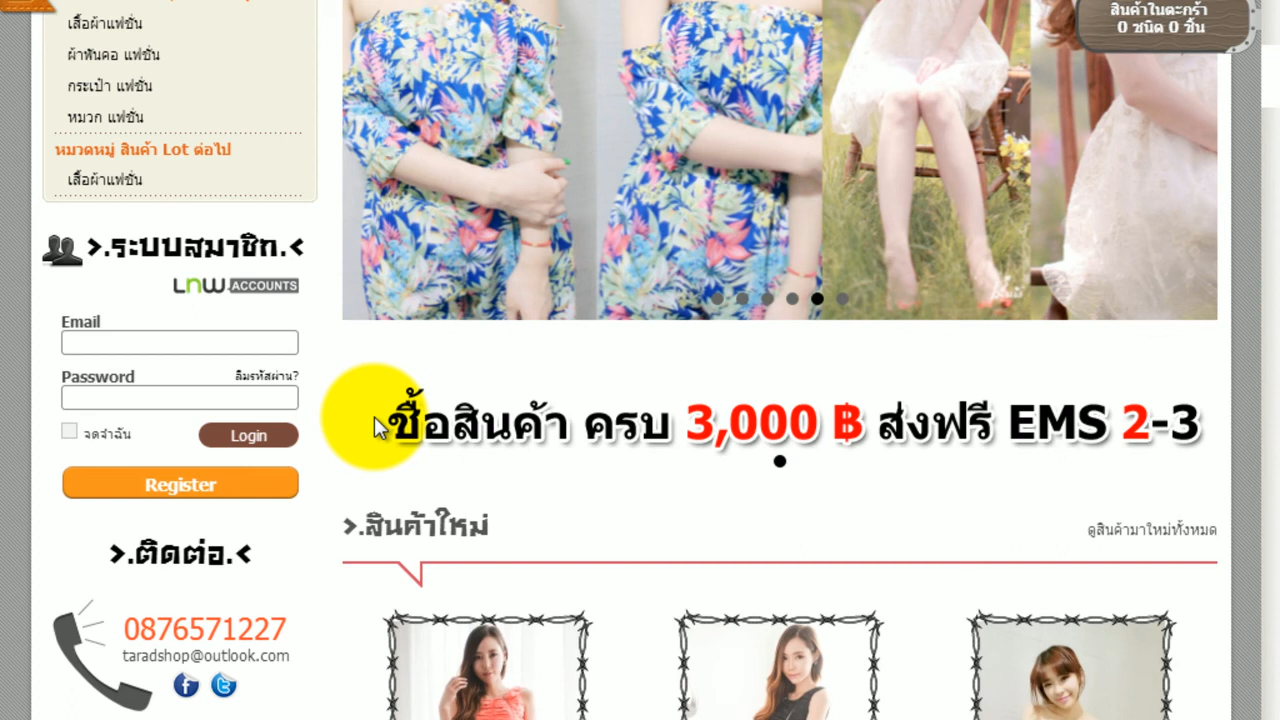 สินค้าในตะกร้า
0 ชนิด 0 ชิ้น
เสื้อผ้าแฟชั่น
ผ้าพันคอ แฟชั่น
กระเป๋า แฟชั่น
หมวก แฟชั่น
หมวดหมู่ สินค้า Lot ต่อไป
เสื้อผ้าแฟชั่น
>.ระบบสมาชิก.<
LNW ACCOUNTS
Email
Password
ลืมรหัสผ่าน?
จดจำฉัน
Login
Register
>.ติดต่อ.<
0876571227
taradshop@outlook.com
ซื้อสินค้า ครบ 3,000 ฿ ส่งฟรี EMS 2-3
>.สินค้าใหม่
ดูสินค้ามาใหม่ทั้งหมด